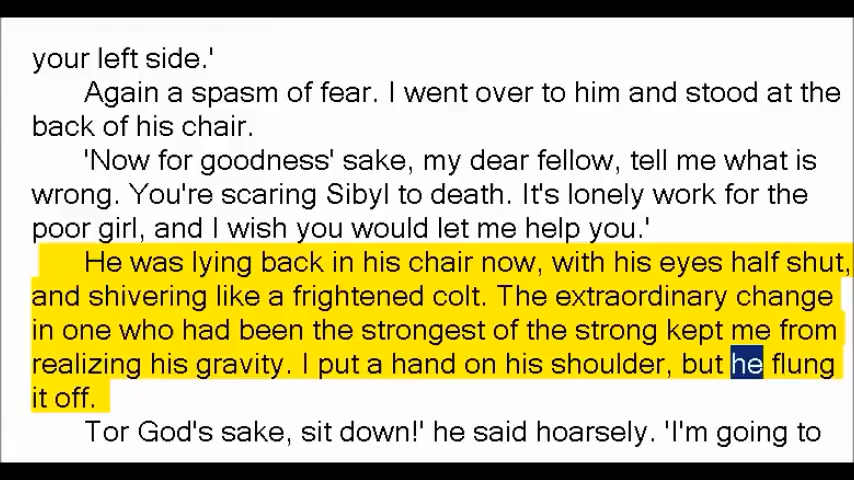 your left side.'
Again a spasm of fear. I went over to him and stood at the
back of his chair.
'Now for goodness' sake, my dear fellow, tell me what is
wrong. You're scaring Sibyl to death. It's lonely work for the
poor girl, and I wish you would let me help you.'
He was lying back in his chair now, with his eyes half shut,
and shivering like a frightened colt. The extraordinary change
in one who had been the strongest of the strong kept me from
realizing his gravity. I put a hand on his shoulder, but he flung
it off.
Tor God's sake, sit down!' he said hoarsely. 'I'm going to